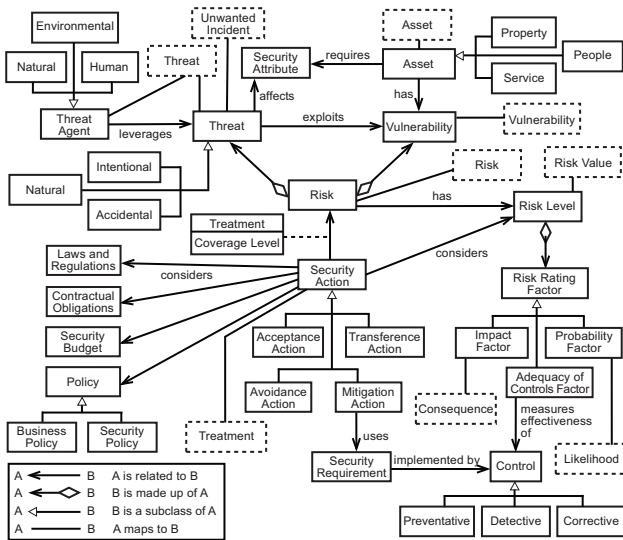 Environmental
Unwanted
Incident
Asset
Natural
Human
Threat
Security
Attribute
requires
Asset
Property
People
Service
Threat
Agent
leverages
Threat
affects
exploits
has
Vulnerability
Vulnerability
Intentional
Natural
Accidental
Risk
Risk
has
Risk Value
Risk Level
Treatment
Coverage Level
Laws and
Regulations
considers
Security
Action
considers
Contractual
Obligations
Risk Rating
Factor
Security
Budget
Acceptance
Action
Transference
Action
Impact
Factor
Probability
Factor
Policy
Avoidance
Action
Mitigation
Action
Adequacy of
Controls Factor
Consequence
measures
effectiveness
of
Business
Policy
Security
Policy
Treatment
uses
Likelihood
Security
Requirement
implemented by
Control
A B A is related to B
A B B is made up of A
A B B is a subclass of A
A B A maps to B
Preventative
Detective
Corrective